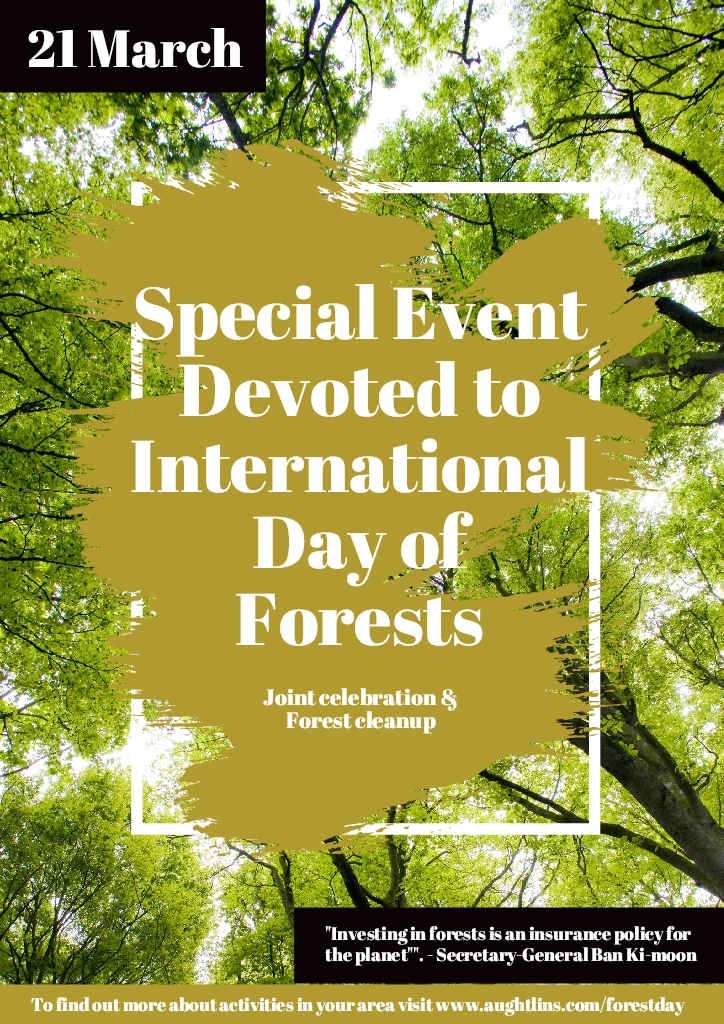 21 March
Special Event
Devoted to
International
Day of
Forests
Joint celebration &
Forest cleanup
"Investing in forests is an insurance policy for
the planet"". - Secretary-General Ban Ki-moon
To find out more about activities in your area visit www.aughtlins.com/forestday